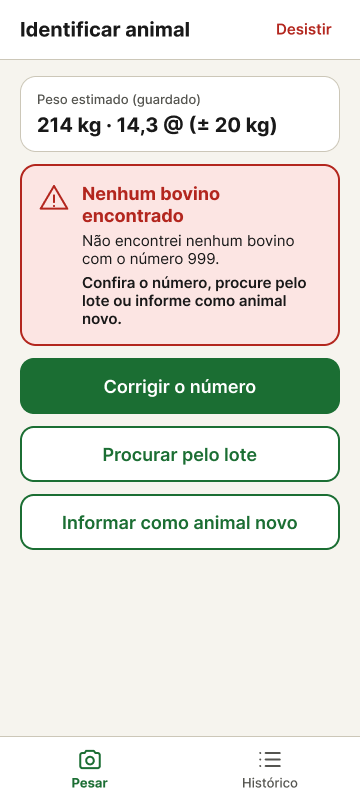 Identificar animal
Desistir
Peso estimado (guardado)
214 kg · 14,3 @ (± 20 kg)
Nenhum bovino
encontrado
Não encontrei nenhum bovino
com o número 999.
Confira o número, procure pelo
lote ou informe como animal
novo.
Corrigir o número
Procurar pelo lote
Informar como animal novo
Pesar
Histórico